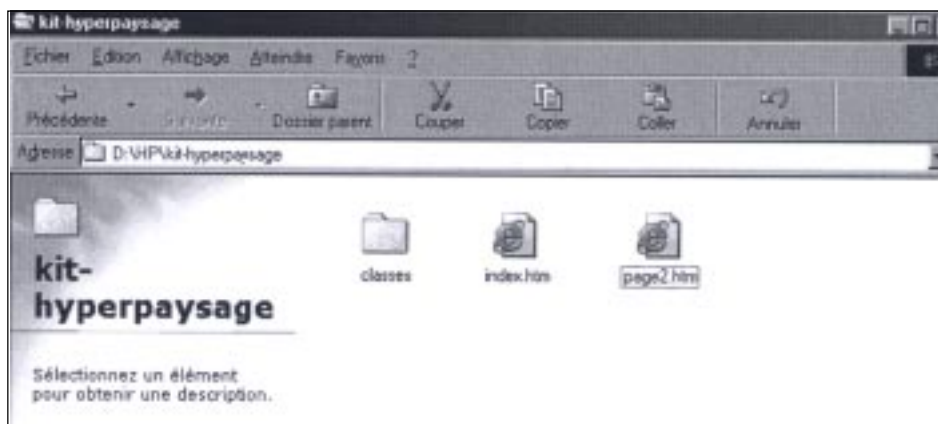 kit-hyperpaysage
Fichier Edition Affichage Atteindre Favoris ?
Précédente Suivante Dossier parent Couper Copier Coller Annuler
Adresse D:\HP\kit-hyperpaysage
classes index.htm page2.htm
kit-
hyperpaysage
Sélectionnez un élément
pour obtenir une description.